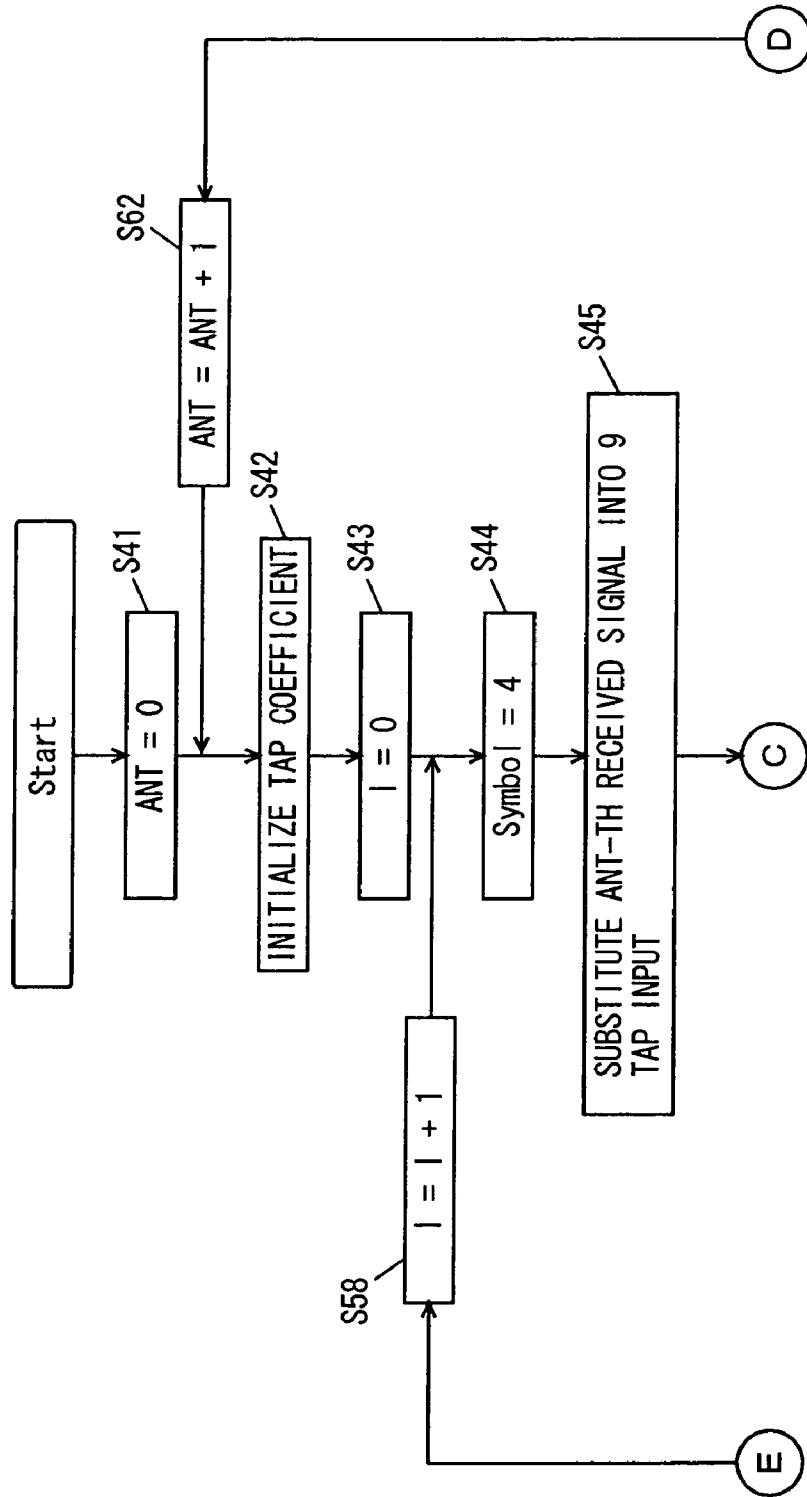 Start
S41
ANT = 0
S62
ANT = ANT + 1
S42
INITIALIZE TAP COEFFICIENT
S43
I = 0
S58
I = I + 1
S44
Symbol = 4
S45
SUBSTITUTE ANT-TH RECEIVED SIGNAL INTO 9
TAP INPUT
E
C
D